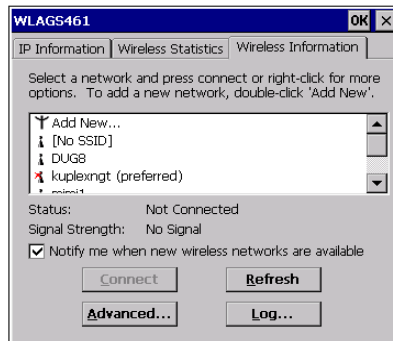 WLAGS461 OK ×
IP Information Wireless Statistics Wireless Information
Select a network and press connect or right-click for more
options. To add a new network, double-click 'Add New'.
Add New...
[No SSID]
DUG8
kuplexngt (preferred)
Status: Not Connected
Signal Strength: No Signal
Notify me when new wireless networks are available
Connect Refresh
Advanced... Log...